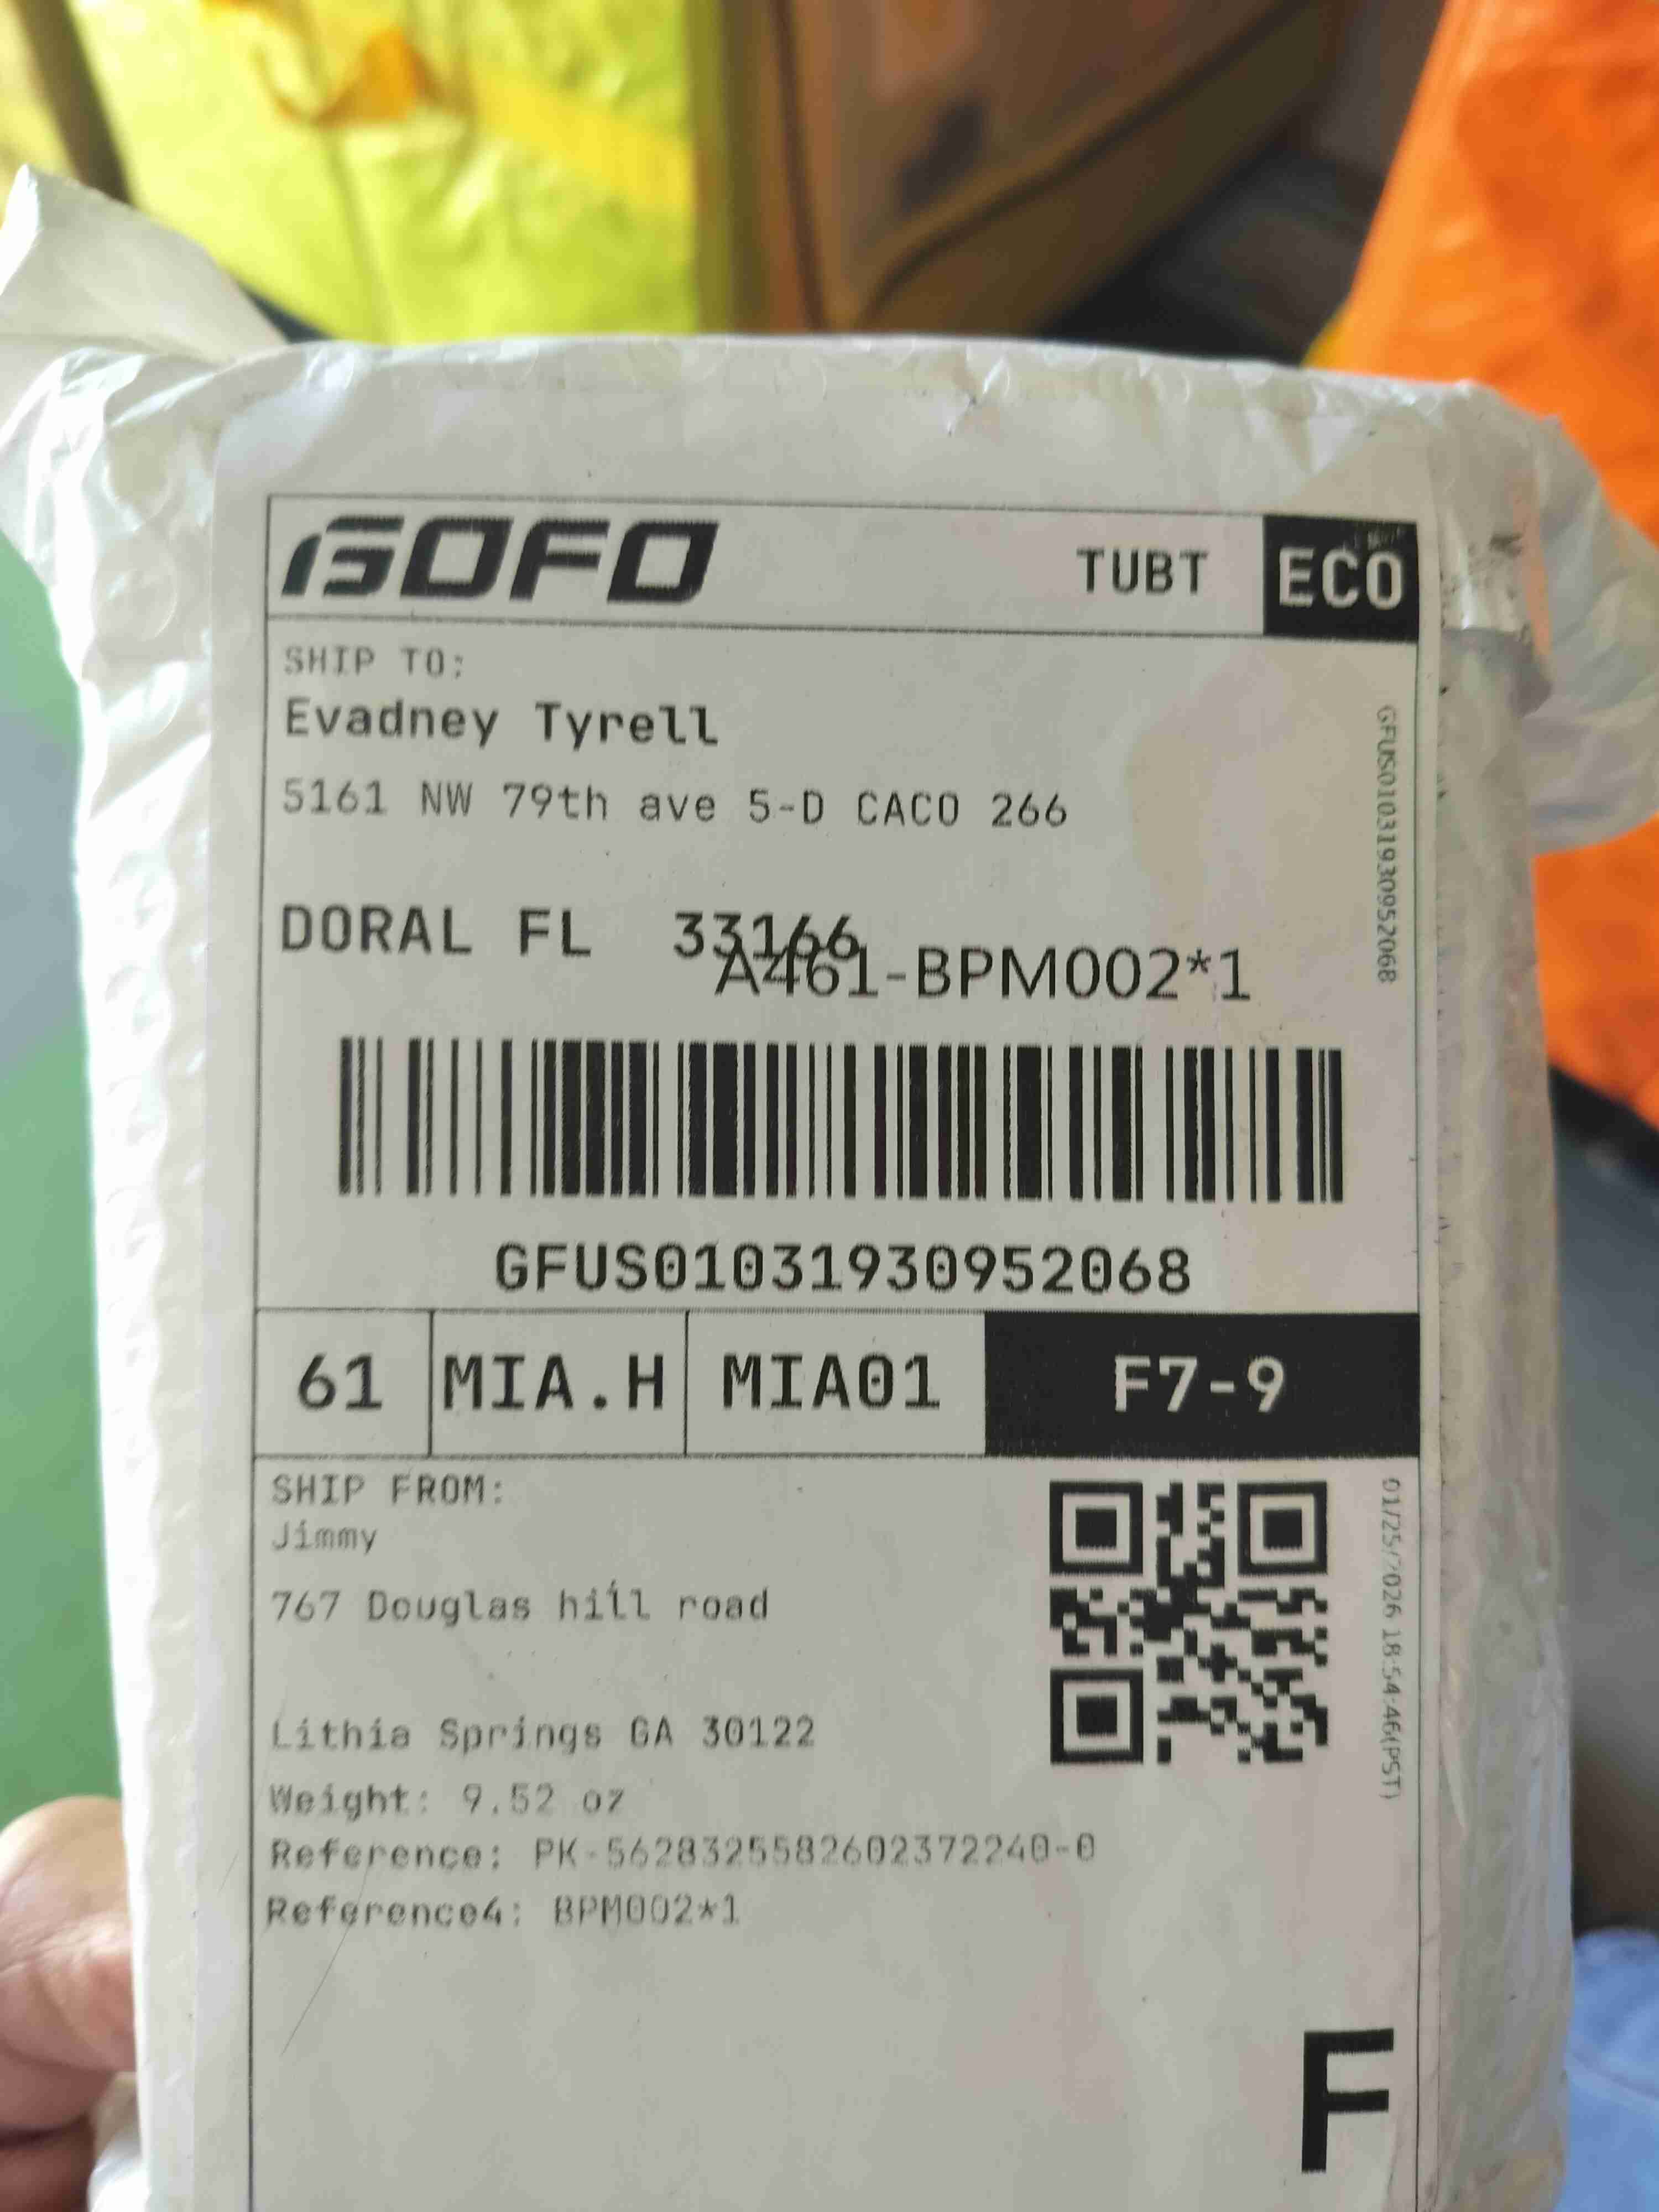 GOFO TUBT ECO
SHIP TO:
Evadney Tyrell
5161 NW 79th ave 5-D CACO 266
DORAL FL 33166
A461-BPM002*1
GFUS01031930952068
GFUS01031930952068
61 MIA.H MIA01 F7-9
SHIP FROM:
Jimmy
767 Douglas hill road
Lithia Springs GA 30122
Weight: 9.52 oz
Reference: PK-5628325582602372240-0
Reference4: BPM002*1
01/25/2026 18:54:46(PST)
F